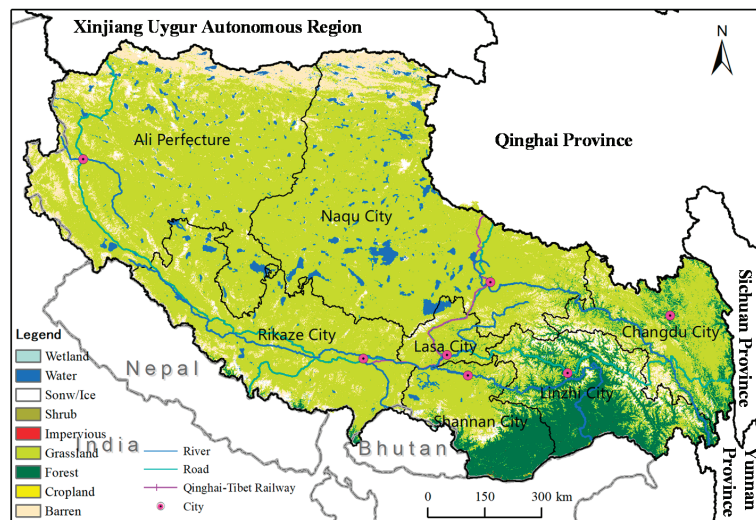 Xinjiang Uygur Autonomous Region
N
Qinghai Province
Ali Perfecture
Naqu City
Rikaze City
Lasa City
Changdu City
Linzhi City
Shannan City
Sichuan Province
Yunnan
Province
Nepal
India
Bhutan
Legend
Wetland
Water
Sonw/Ice
Shrub
Impervious
Grassland
Forest
Cropland
Barren
River
Road
Qinghai-Tibet Railway
City
0 150 300 km